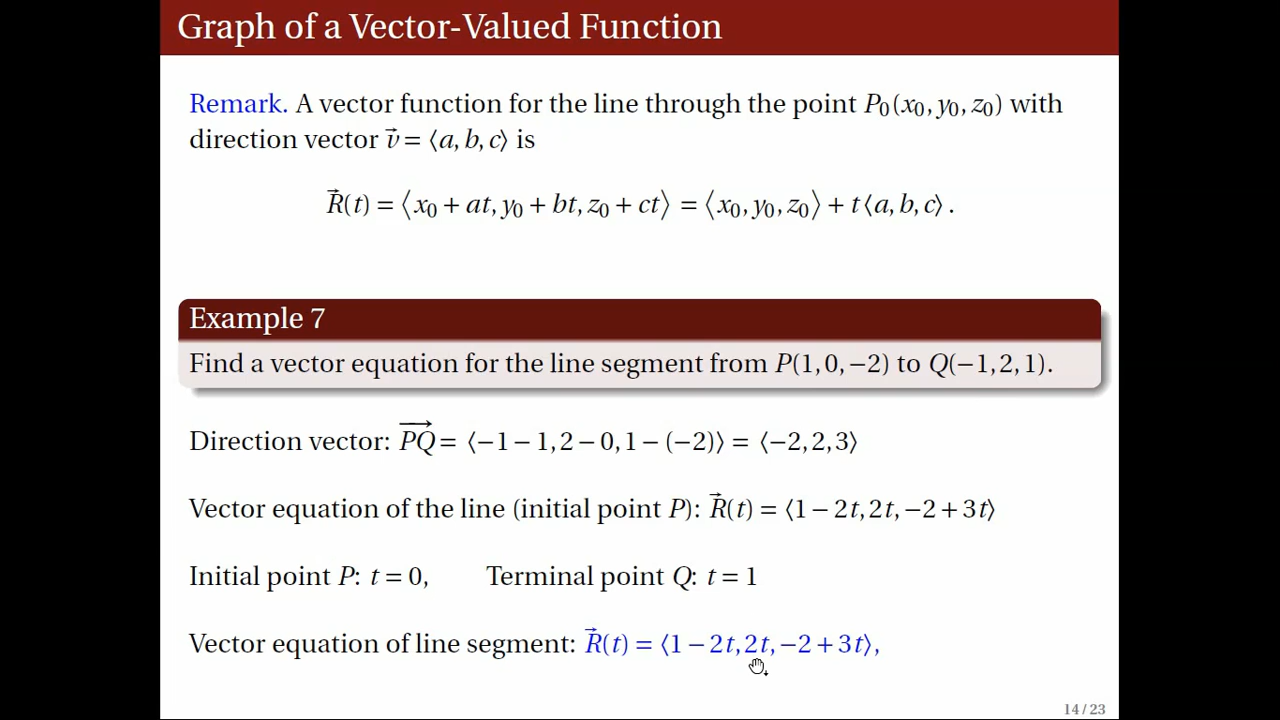 Graph of a Vector-Valued Function
Remark. A vector function for the line through the point P₀(x₀, y₀, z₀) with
direction vector v⃗ = ⟨a, b, c⟩ is
R⃗(t) = ⟨x₀ + at, y₀ + bt, z₀ + ct⟩ = ⟨x₀, y₀, z₀⟩ + t⟨a, b, c⟩.
Example 7
Find a vector equation for the line segment from P(1, 0, −2) to Q(−1, 2, 1).
Direction vector: P͞Q⃗ = ⟨−1 − 1, 2 − 0, 1 − (−2)⟩ = ⟨−2, 2, 3⟩
Vector equation of the line (initial point P): R⃗(t) = ⟨1 − 2t, 2t, −2 + 3t⟩
Initial point P: t = 0, Terminal point Q: t = 1
Vector equation of line segment: R⃗(t) = ⟨1 − 2t, 2t, −2 + 3t⟩,
14 / 23